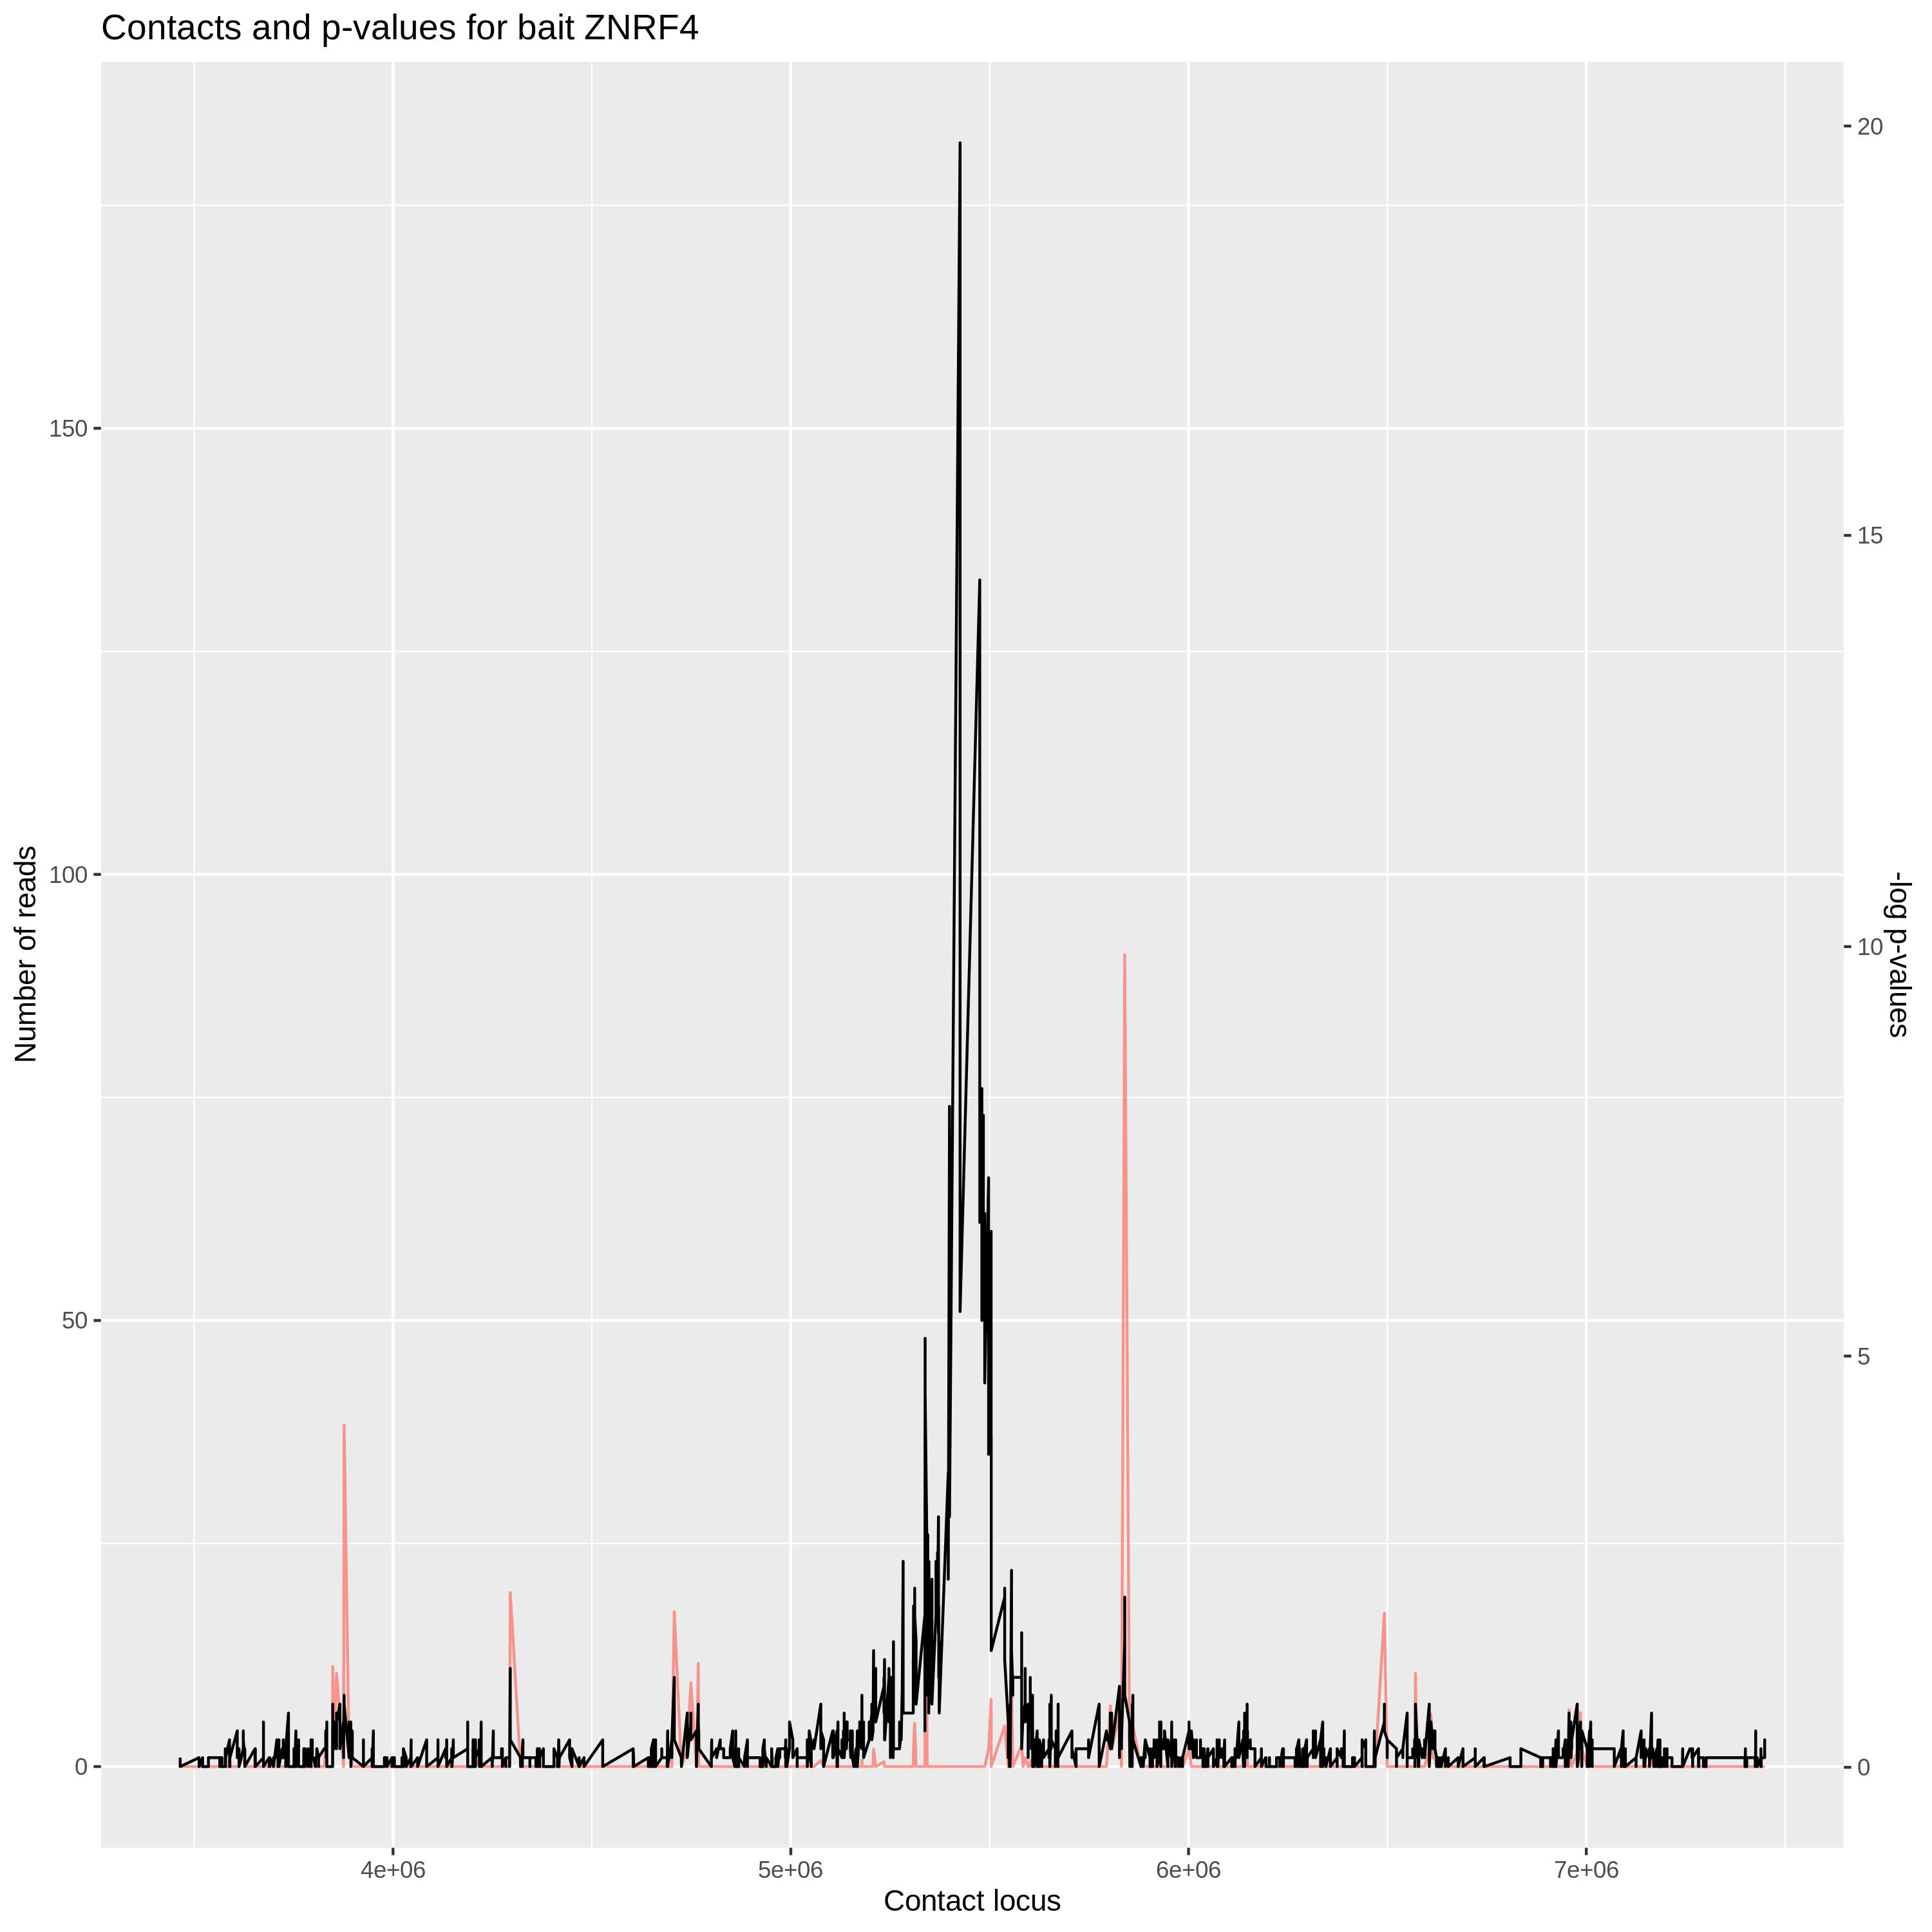 Contacts and p-values for bait ZNRF4
20
15
10
5
0
150
100
50
0
Number of reads
-log p-values
4e+06
5e+06
6e+06
7e+06
Contact locus